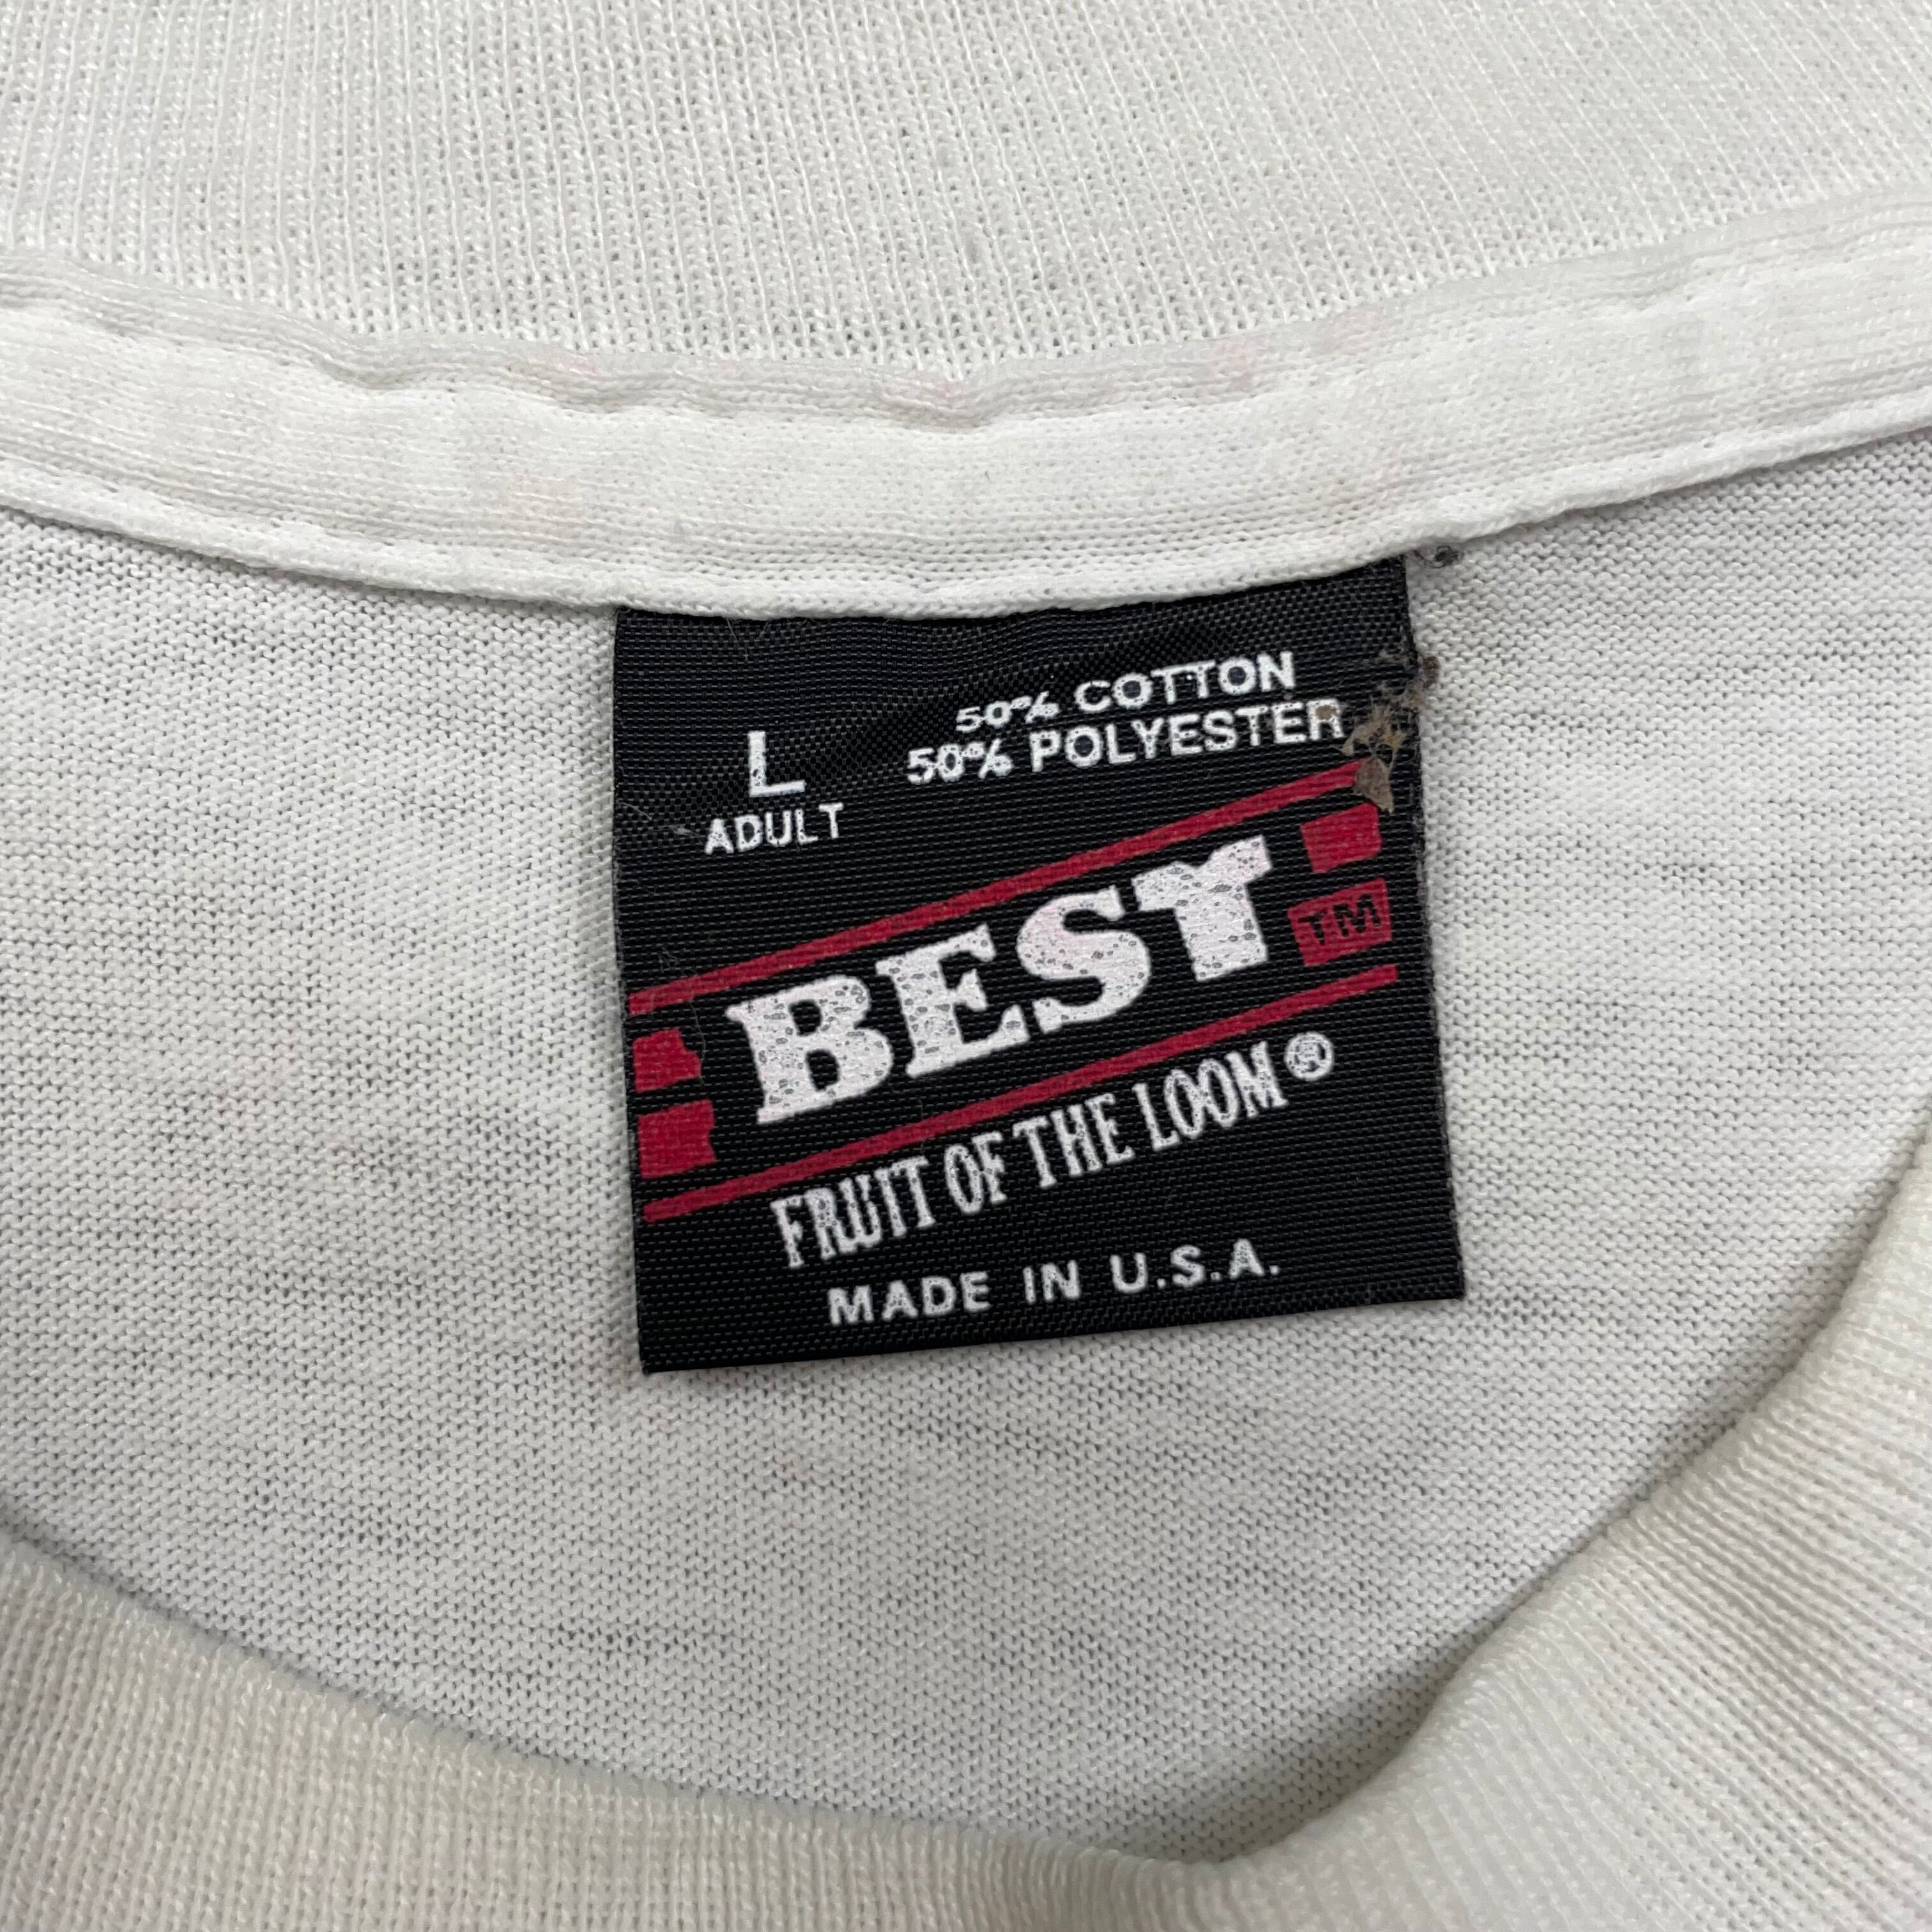 50% COTTON
50% POLYESTER
L
ADULT
BEST TM
FRUIT OF THE LOOM®
MADE IN U.S.A.